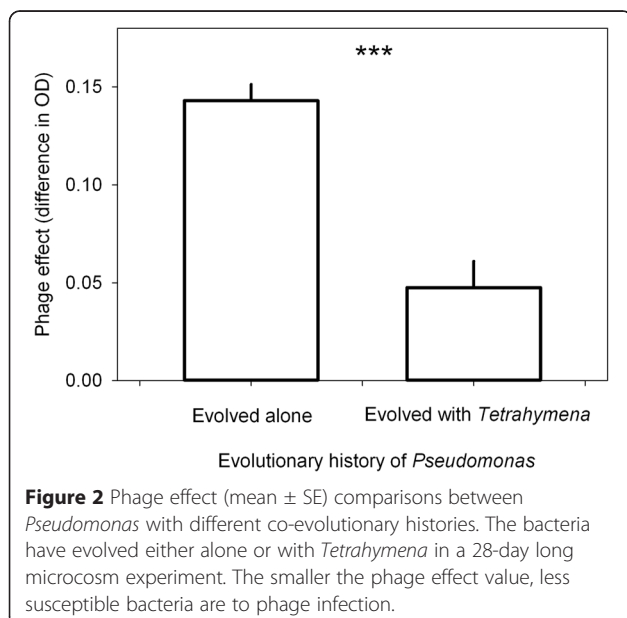 ***
0.15
0.10
0.05
0.00
Phage effect (difference in OD)
Evolved alone Evolved with Tetrahymena
Evolutionary history of Pseudomonas
Figure 2 Phage effect (mean ± SE) comparisons between
Pseudomonas with different co-evolutionary histories. The bacteria
have evolved either alone or with Tetrahymena in a 28-day long
microcosm experiment. The smaller the phage effect value, less
susceptible bacteria are to phage infection.